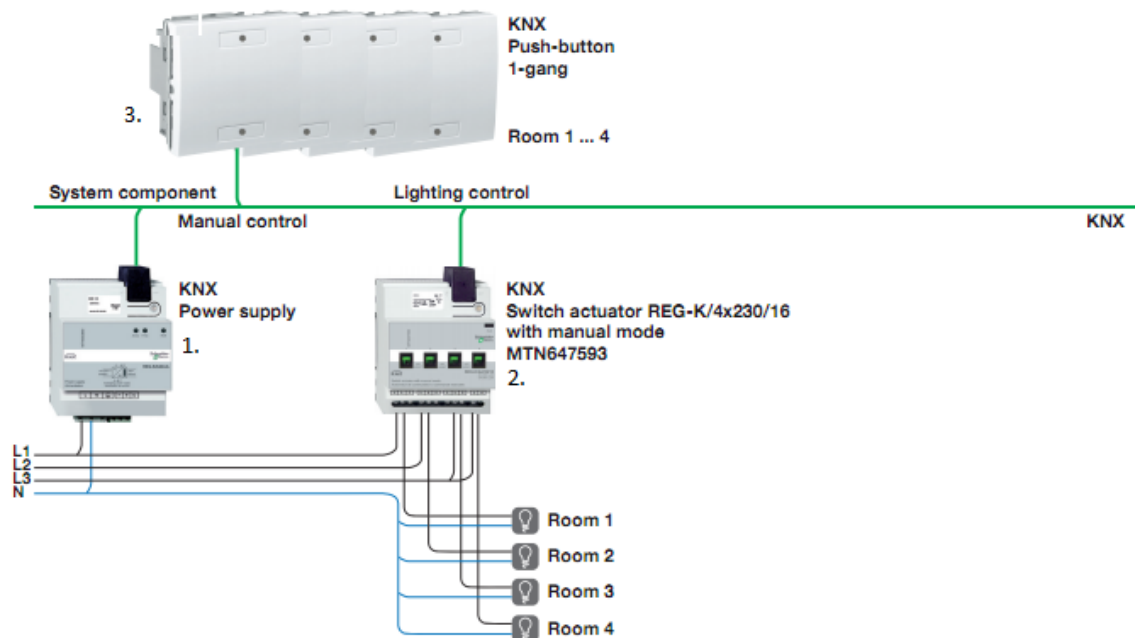 KNX
Push-button
1-gang
3.
Room 1 ... 4
System component
Lighting control
Manual control
KNX
KNX
Power supply
1.
KNX
Switch actuator REG-K/4x230/16
with manual mode
MTN647593
2.
L1
L2
L3
N
Room 1
Room 2
Room 3
Room 4